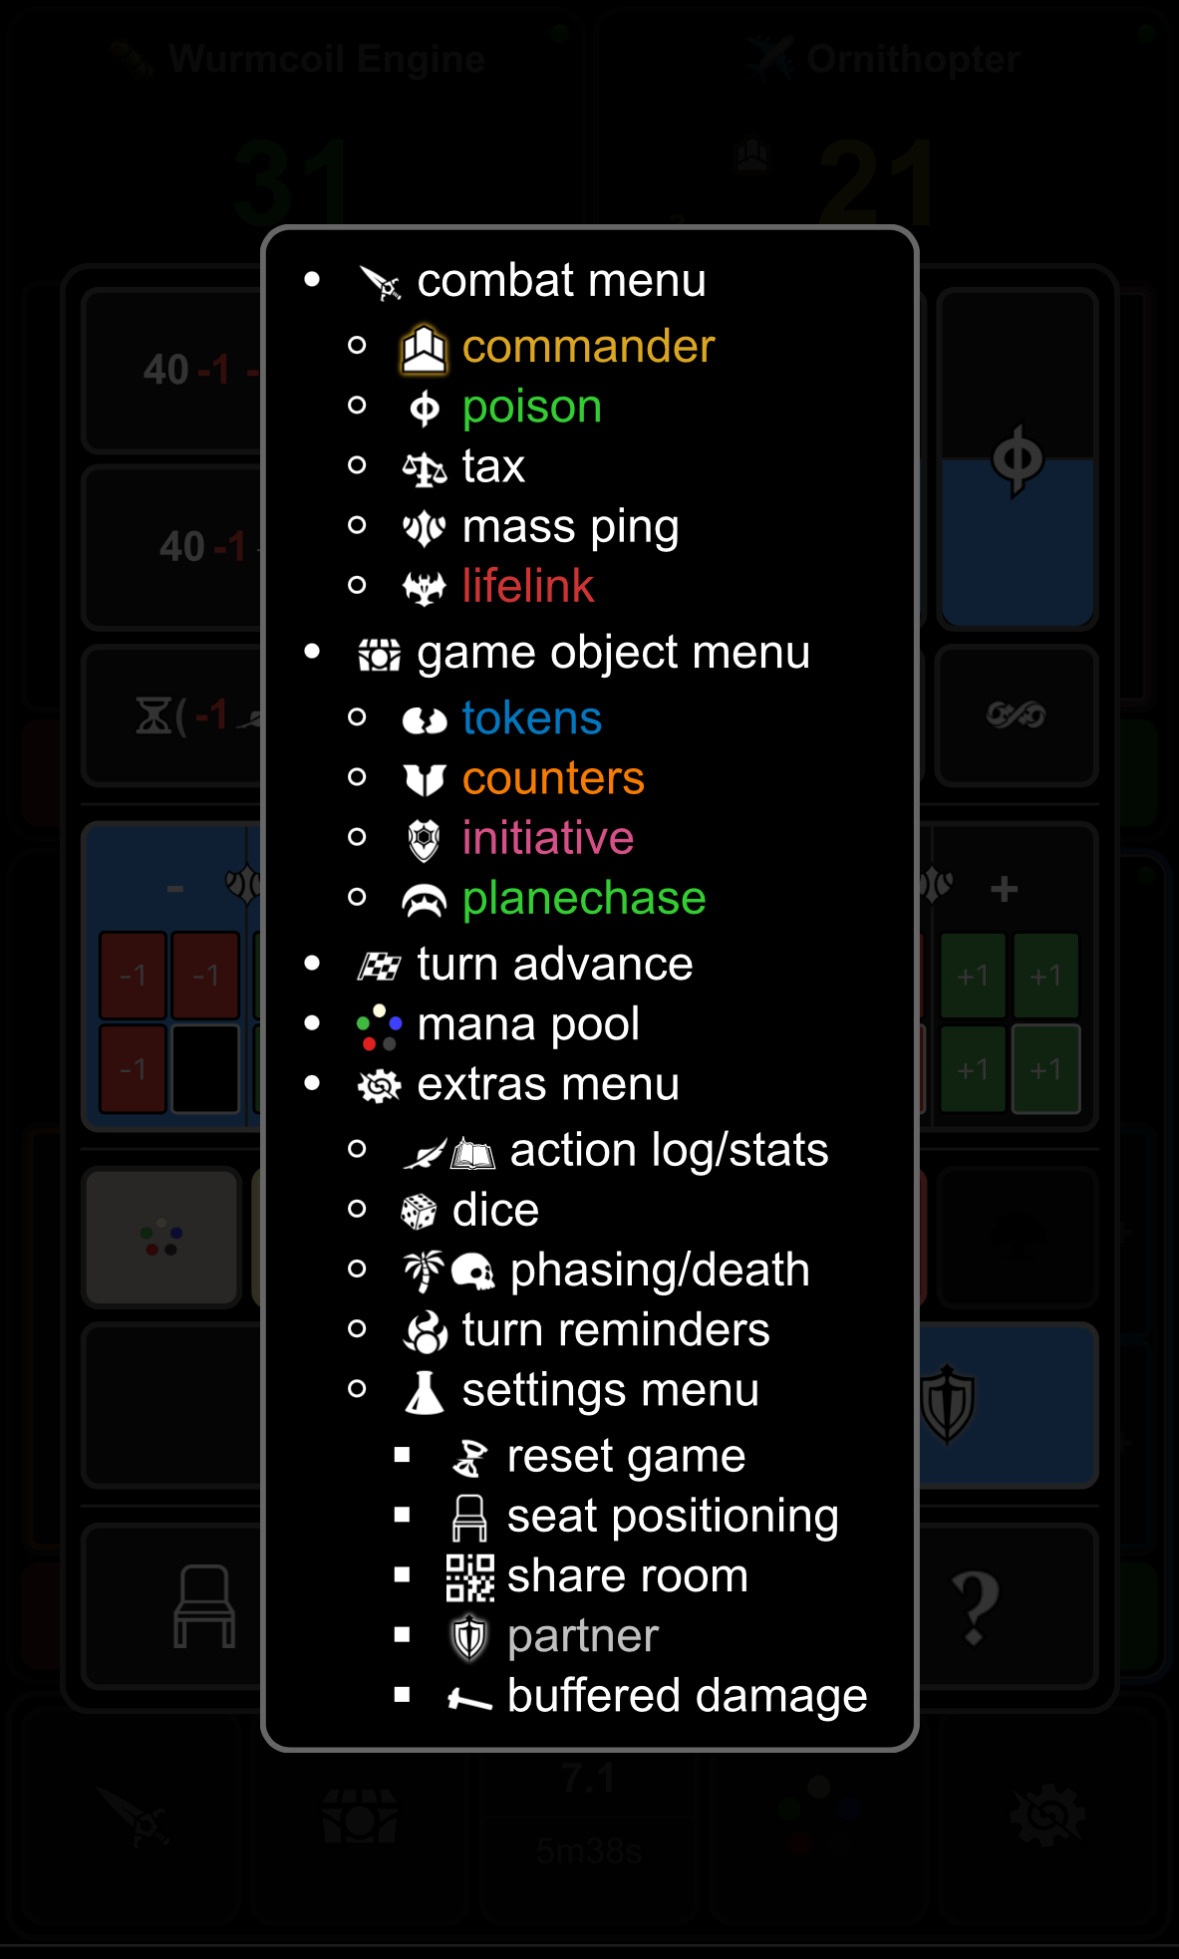 Wurmcoil Engine
Ornithopter
31
21
combat menu
commander
40 -1 -
poison
tax
mass ping
40 -1
lifelink
game object menu
tokens
(-1
counters
initiative
-
+
planechase
turn advance
-1 -1
+1 +1
mana pool
-1
+1 +1
extras menu
action log/stats
dice
phasing/death
turn reminders
settings menu
reset game
seat positioning
share room
?
partner
buffered damage
7.1
5m38s